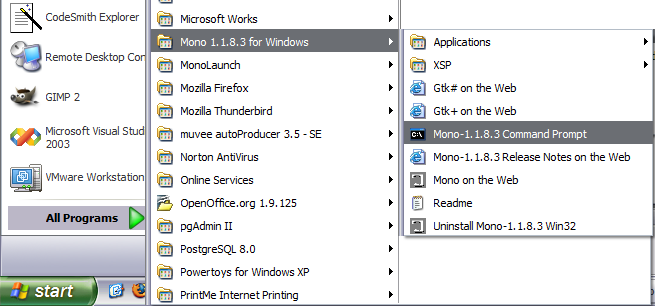 CodeSmith Explorer
Remote Desktop Con
GIMP 2
Microsoft Visual Stud
2003
VMware Workstation
All Programs
start
Microsoft Works
Mono 1.1.8.3 for Windows
MonoLaunch
Mozilla Firefox
Mozilla Thunderbird
muvee autoProducer 3.5 - SE
Norton AntiVirus
Online Services
OpenOffice.org 1.9.125
pgAdmin II
PostgreSQL 8.0
Powertoys for Windows XP
PrintMe Internet Printing
Applications
XSP
Gtk# on the Web
Gtk+ on the Web
Mono-1.1.8.3 Command Prompt
Mono-1.1.8.3 Release Notes on the Web
Mono on the Web
Readme
Uninstall Mono-1.1.8.3 Win32